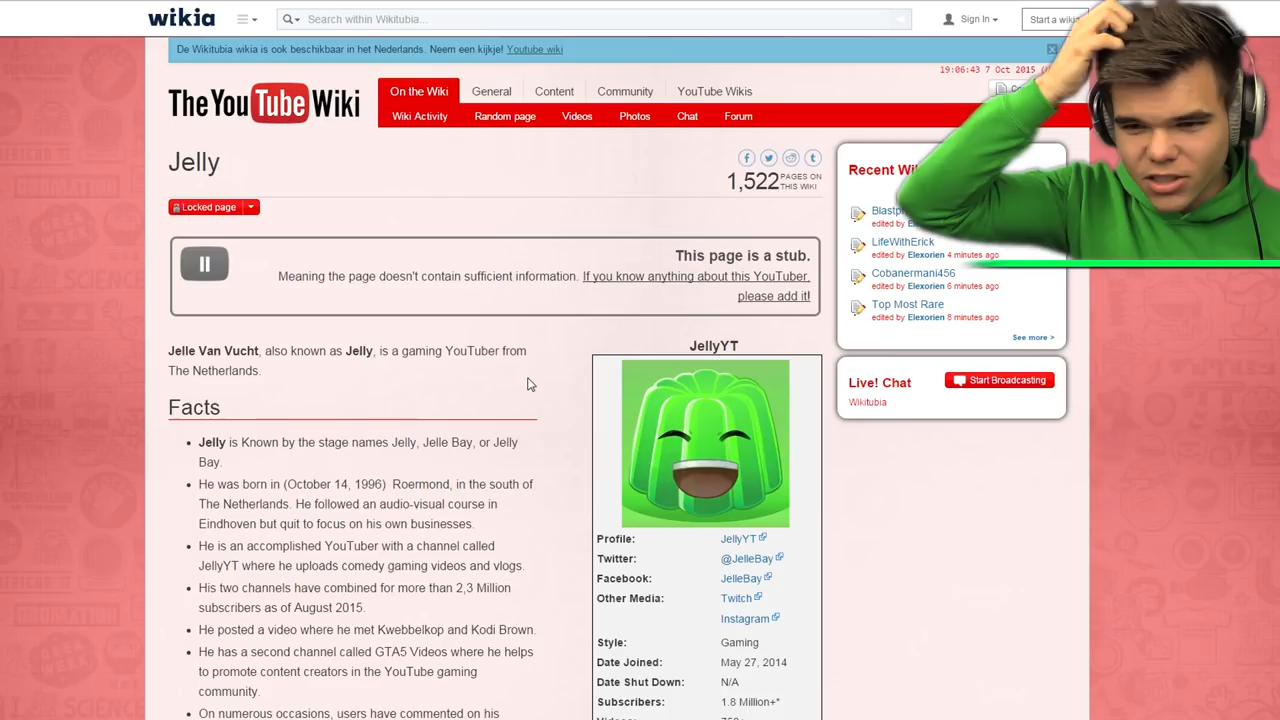 wikia
Search within Wikitubia...
Sign In
Start a wikia
De Wikitubia wikia is ook beschikbaar in het Nederlands. Neem een kijkje! Youtube wiki
19:06:43 7 Oct 2015
The YouTube Wiki
On the Wiki General Content Community YouTube Wikis
Wiki Activity Random page Videos Photos Chat Forum
Jelly
1,522 PAGES ON
THIS WIKI
Locked page
This page is a stub.
Meaning the page doesn't contain sufficient information. If you know anything about this YouTuber,
please add it!
Jelle Van Vucht, also known as Jelly, is a gaming YouTuber from
The Netherlands.
Facts
Jelly is Known by the stage names Jelly, Jelle Bay, or Jelly
Bay.
He was born in (October 14, 1996) Roermond, in the south of
The Netherlands. He followed an audio-visual course in
Eindhoven but quit to focus on his own businesses.
He is an accomplished YouTuber with a channel called
JellyYT where he uploads comedy gaming videos and vlogs.
His two channels have combined for more than 2,3 Million
subscribers as of August 2015.
He posted a video where he met Kwebbelkop and Kodi Brown.
He has a second channel called GTA5 Videos where he helps
to promote content creators in the YouTube gaming
community.
On numerous occasions, users have commented on his
JellyYT
Profile: JellyYT
Twitter: @JelleBay
Facebook: JelleBay
Other Media: Twitch
Instagram
Style: Gaming
Date Joined: May 27, 2014
Date Shut Down: N/A
Subscribers: 1.8 Million+*
Recent
edited by
LifeWithErick
edited by Elexorien 4 minutes ago
Cobanermani456
edited by Elexorien 6 minutes ago
Top Most Rare
edited by Elexorien 8 minutes ago
See more >
Live! Chat
Start Broadcasting
Wikitubia